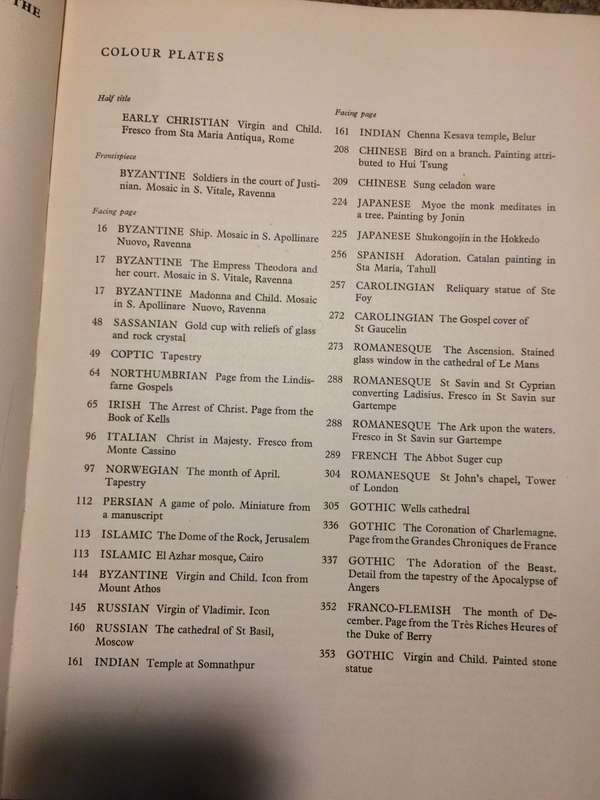 THE
COLOUR PLATES
Half title
EARLY CHRISTIAN Virgin and Child.
Fresco from Sta Maria Antiqua, Rome
Frontispiece
BYZANTINE Soldiers in the court of Justi-
nian. Mosaic in S. Vitale, Ravenna
Facing page
16 BYZANTINE Ship. Mosaic in S. Apollinare
Nuovo, Ravenna
17 BYZANTINE The Empress Theodora and
her court. Mosaic in S. Vitale, Ravenna
17 BYZANTINE Madonna and Child. Mosaic
in S. Apollinare Nuovo, Ravenna
48 SASSANIAN Gold cup with reliefs of glass
and rock crystal
49 COPTIC Tapestry
64 NORTHUMBRIAN Page from the Lindis-
farne Gospels
65 IRISH The Arrest of Christ. Page from the
Book of Kells
96 ITALIAN Christ in Majesty. Fresco from
Monte Cassino
97 NORWEGIAN The month of April.
Tapestry
112 PERSIAN A game of polo. Miniature from
a manuscript
113 ISLAMIC The Dome of the Rock, Jerusalem
113 ISLAMIC El Azhar mosque, Cairo
144 BYZANTINE Virgin and Child. Icon from
Mount Athos
145 RUSSIAN Virgin of Vladimir. Icon
160 RUSSIAN The cathedral of St Basil,
Moscow
161 INDIAN Temple at Somnathpur
Facing page
161 INDIAN Chenna Kesava temple, Belur
208 CHINESE Bird on a branch. Painting attri-
buted to Hui Tsung
209 CHINESE Sung celadon ware
224 JAPANESE Myoe the monk meditates in
a tree. Painting by Jonin
225 JAPANESE Shukongojin in the Hokkedo
256 SPANISH Adoration. Catalan painting in
Sta Maria, Tahull
257 CAROLINGIAN Reliquary statue of Ste
Foy
272 CAROLINGIAN The Gospel cover of
St Gaucelin
273 ROMANESQUE The Ascension. Stained
glass window in the cathedral of Le Mans
288 ROMANESQUE St Savin and St Cyprian
converting Ladisius. Fresco in St Savin sur
Gartempe
288 ROMANESQUE The Ark upon the waters.
Fresco in St Savin sur Gartempe
289 FRENCH The Abbot Suger cup
304 ROMANESQUE St John's chapel, Tower
of London
305 GOTHIC Wells cathedral
336 GOTHIC The Coronation of Charlemagne.
Page from the Grandes Chroniques de France
337 GOTHIC The Adoration of the Beast.
Detail from the tapestry of the Apocalypse of
Angers
352 FRANCO-FLEMISH The month of De-
cember. Page from the Très Riches Heures of
the Duke of Berry
353 GOTHIC Virgin and Child. Painted stone
statue